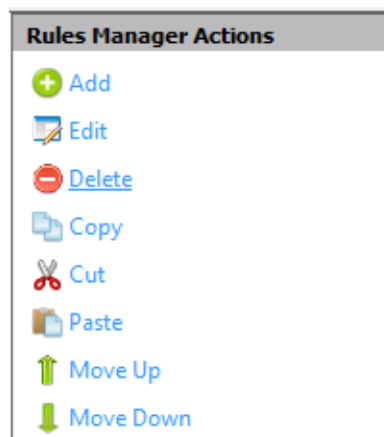 Rules Manager Actions
Add
Edit
Delete
Copy
Cut
Paste
Move Up
Move Down